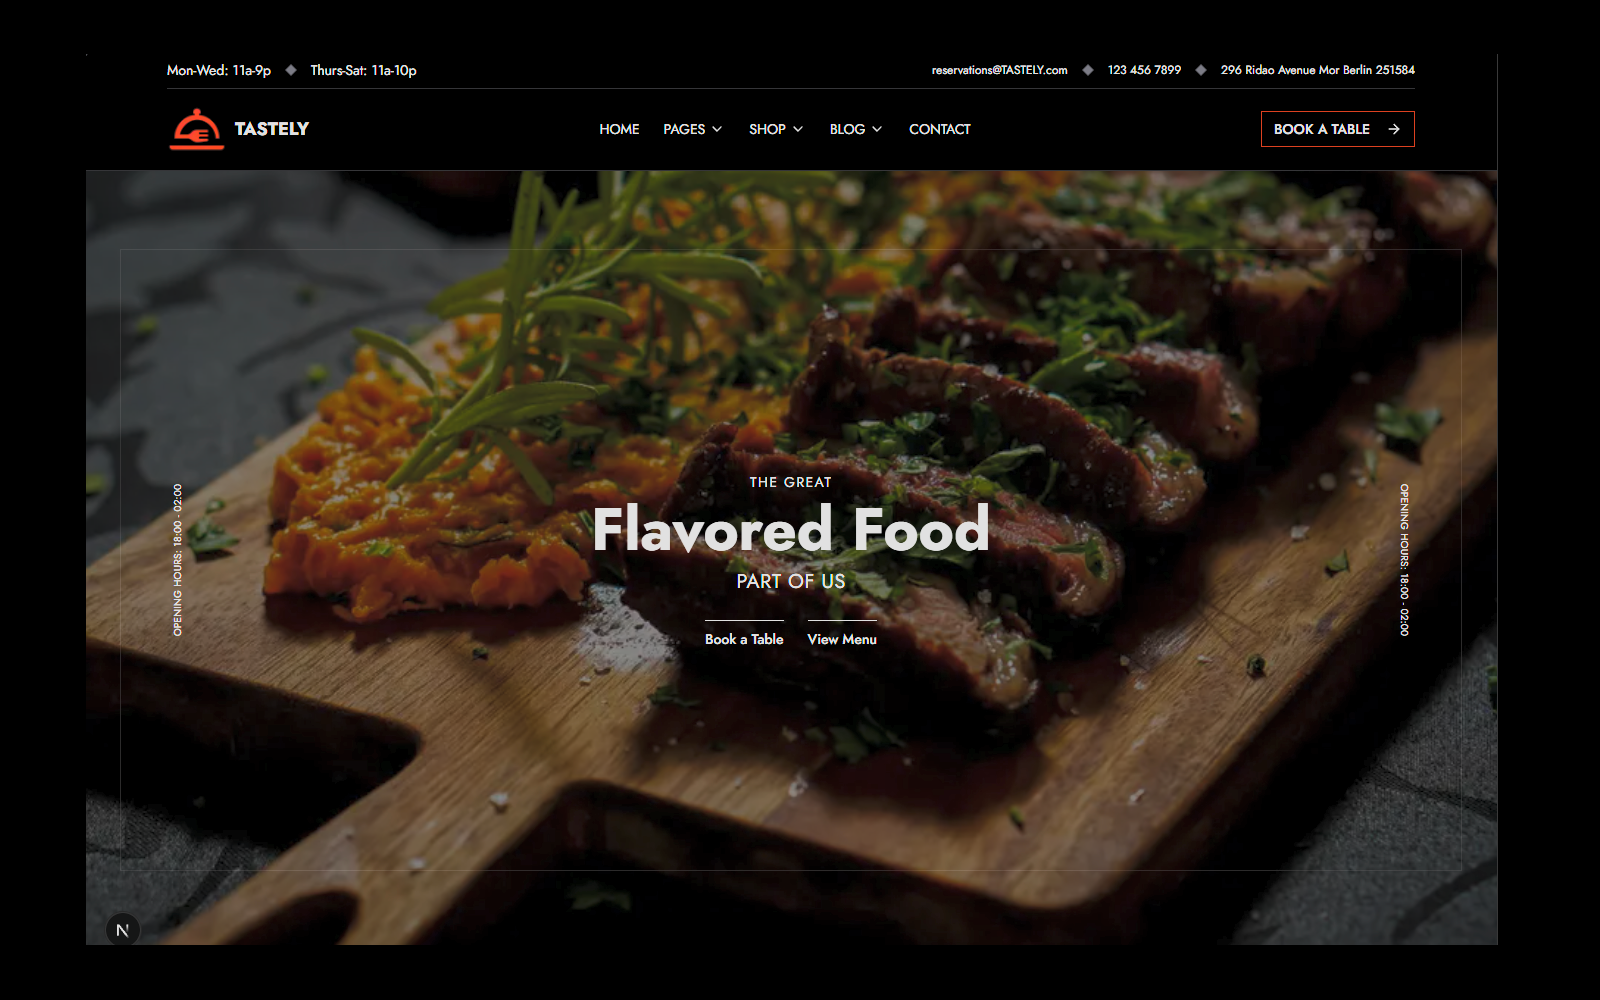 Mon-Wed: 11a-9p Thurs-Sat: 11a-10p reservations@TASTELY.com 123 456 7899 296 Ridao Avenue Mor Berlin 251584
TASTELY HOME PAGES SHOP BLOG CONTACT BOOK A TABLE
OPENING HOURS: 18:00 - 02:00
THE GREAT
Flavored Food
PART OF US
Book a Table View Menu
OPENING HOURS: 18:00 - 02:00
N